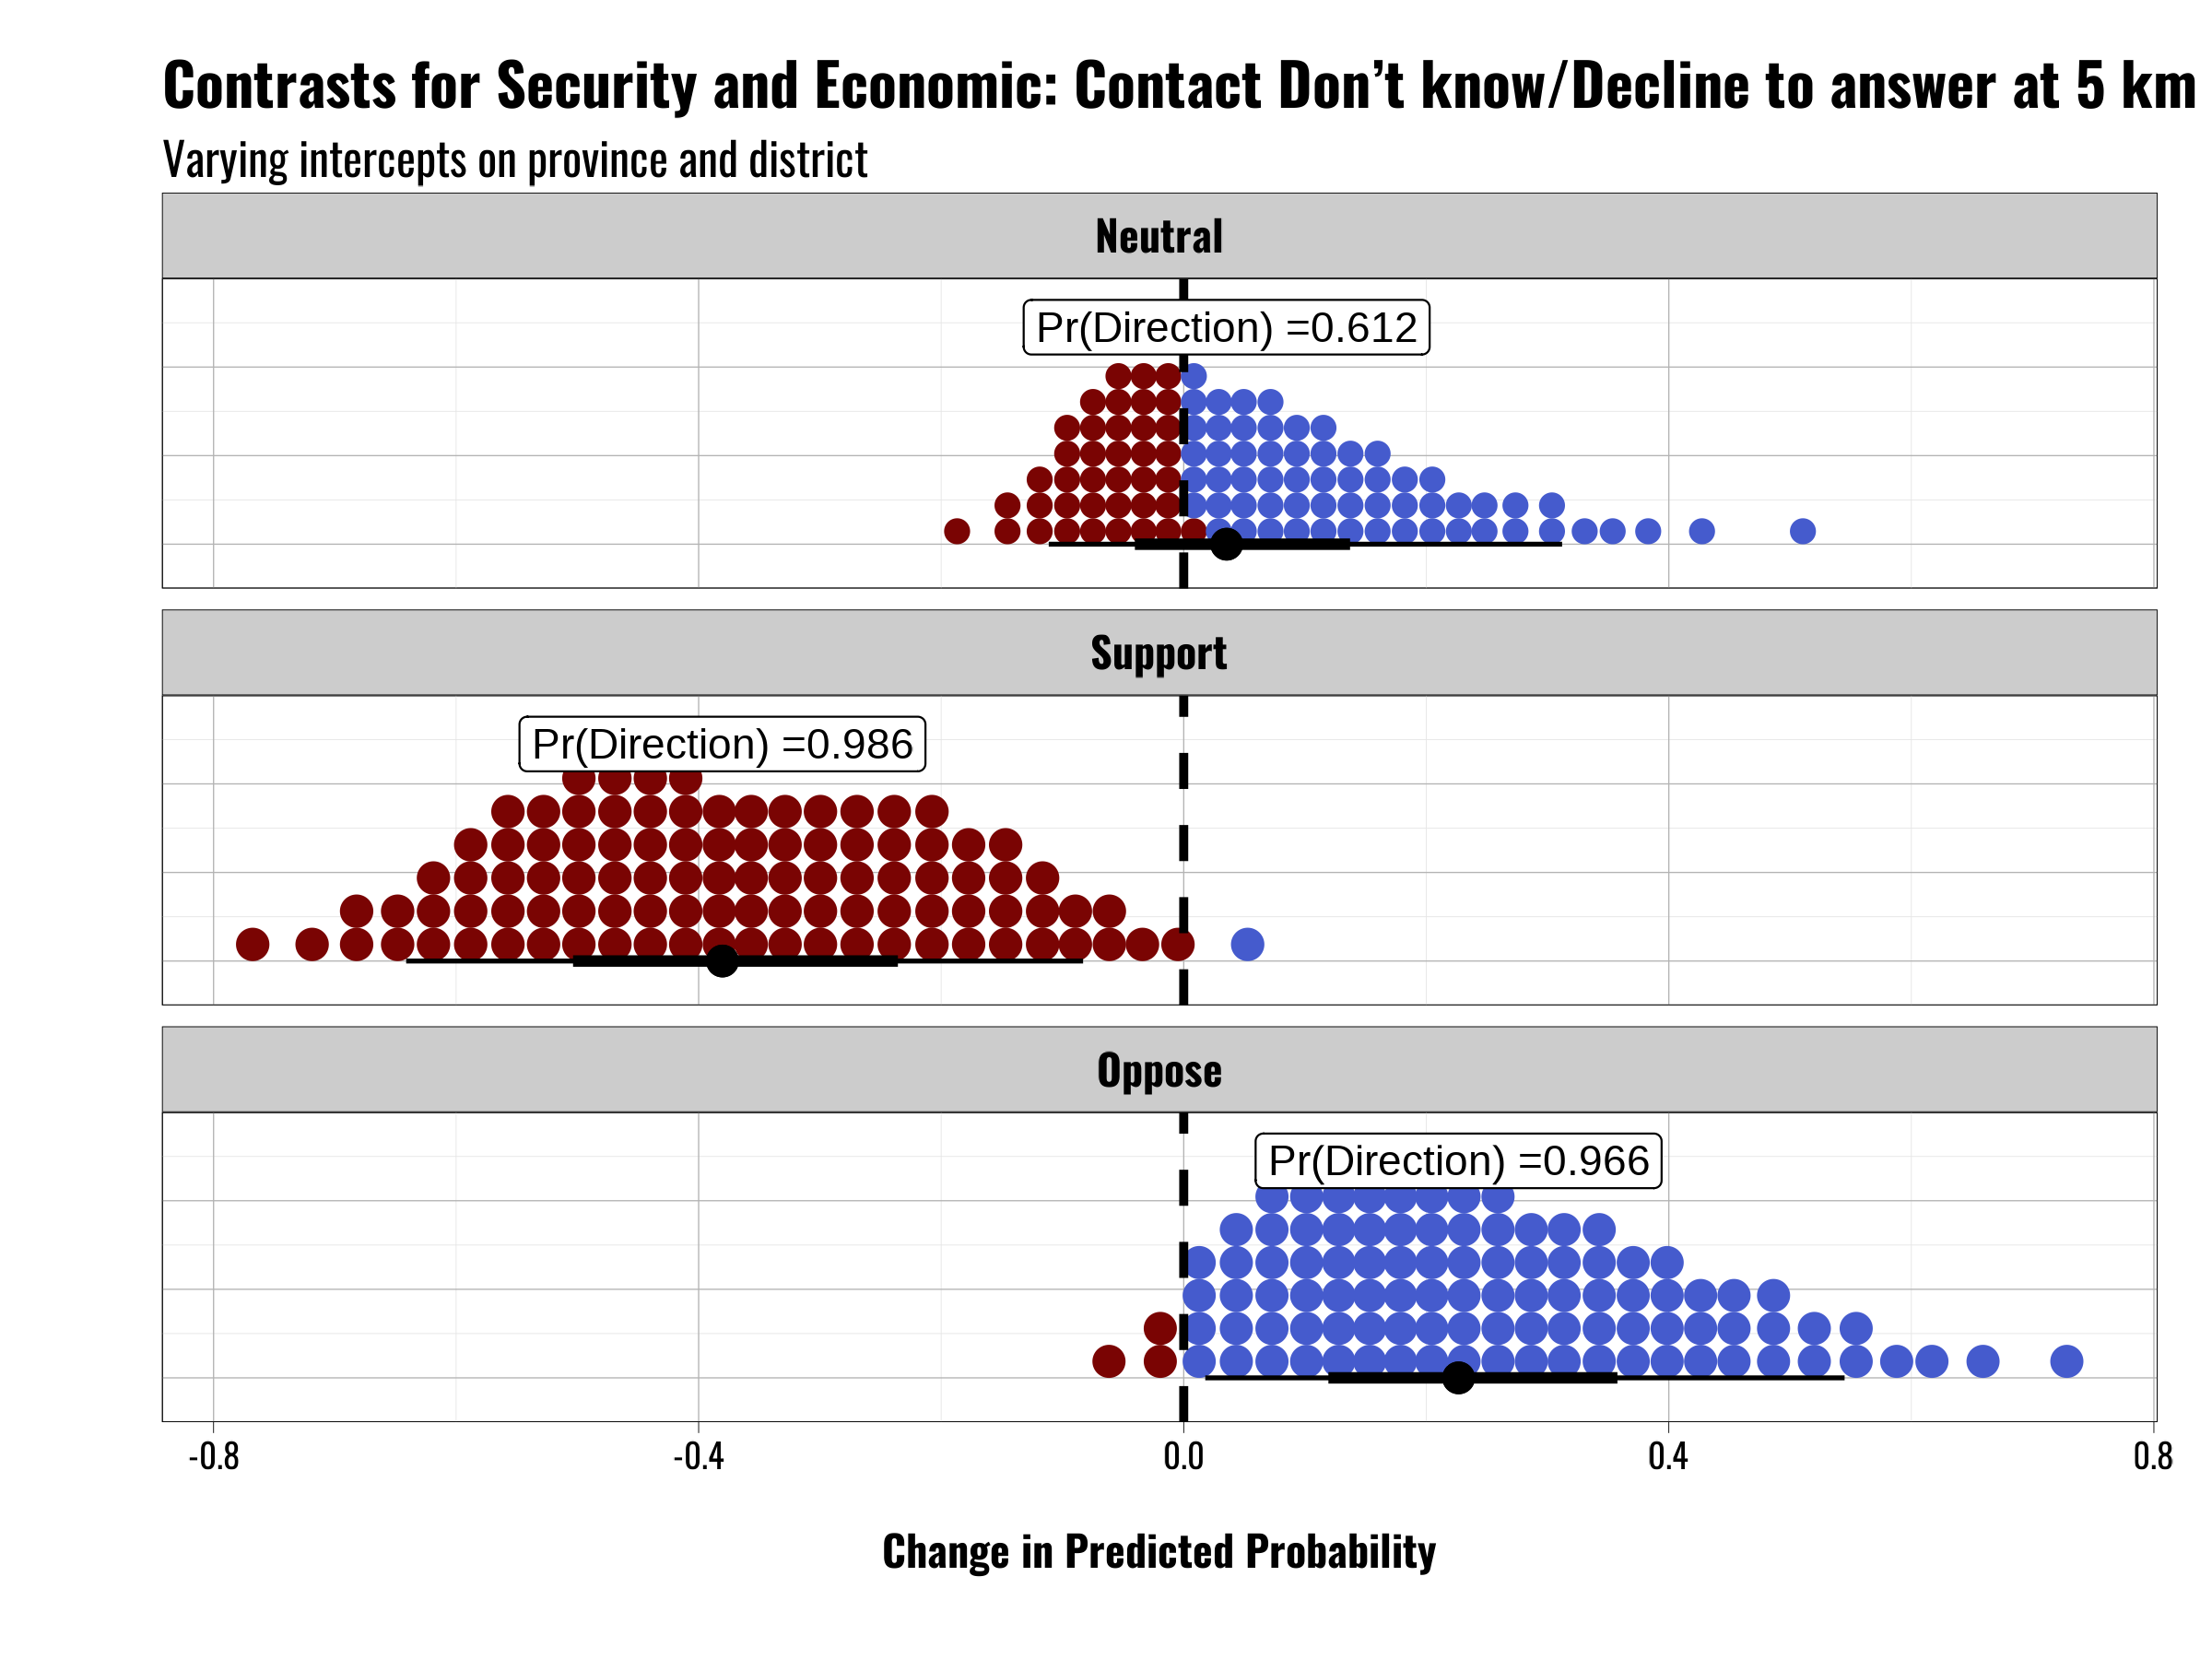 Contrasts for Security and Economic: Contact Don’t know/Decline to answer at 5 km
Varying intercepts on province and district
Neutral
Pr(Direction) =0.612
Support
Pr(Direction) =0.986
Oppose
Pr(Direction) =0.966
-0.8 -0.4 0.0 0.4 0.8
Change in Predicted Probability